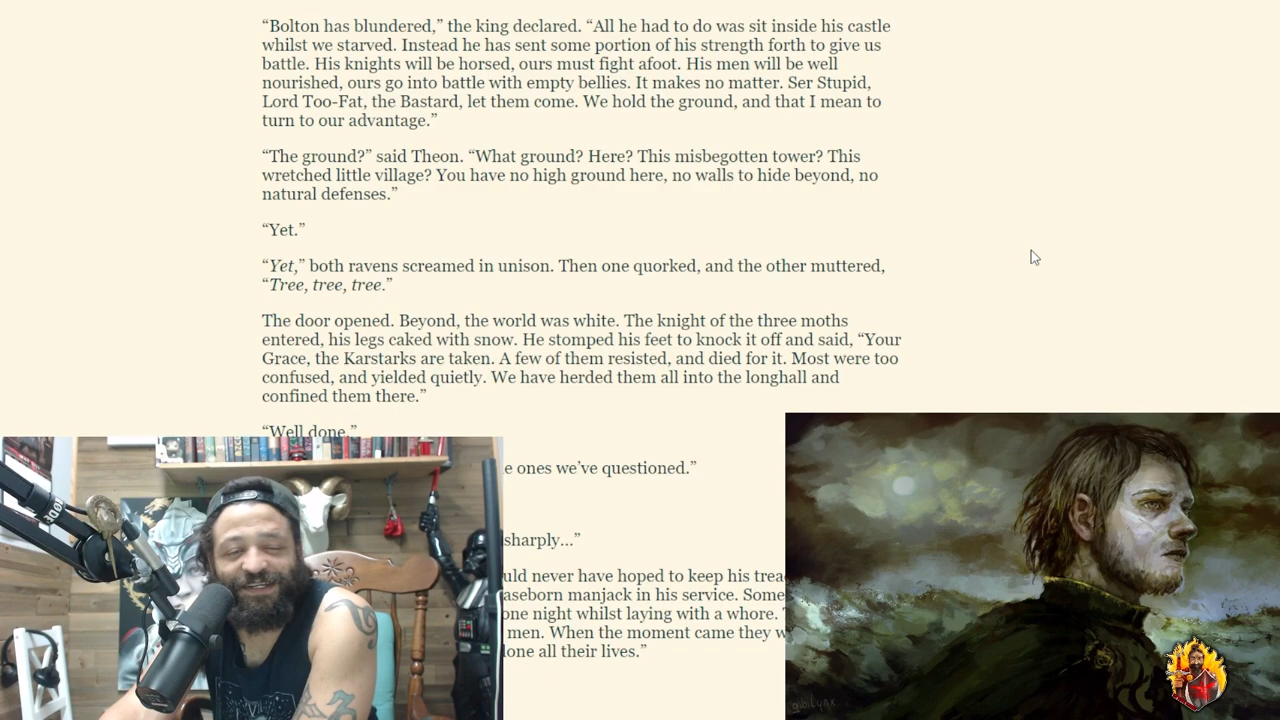 “Bolton has blundered,” the king declared. “All he had to do was sit inside his castle
whilst we starved. Instead he has sent some portion of his strength forth to give us
battle. His knights will be horsed, ours must fight afoot. His men will be well
nourished, ours go into battle with empty bellies. It makes no matter. Ser Stupid,
Lord Too-Fat, the Bastard, let them come. We hold the ground, and that I mean to
turn to our advantage.”
“The ground?” said Theon. “What ground? Here? This misbegotten tower? This
wretched little village? You have no high ground here, no walls to hide beyond, no
natural defenses.”
“Yet.”
“Yet,” both ravens screamed in unison. Then one quorked, and the other muttered,
“Tree, tree, tree.”
The door opened. Beyond, the world was white. The knight of the three moths
entered, his legs caked with snow. He stomped his feet to knock it off and said, “Your
Grace, the Karstarks are taken. A few of them resisted, and died for it. Most were too
confused, and yielded quietly. We have herded them all into the longhall and
confined them there.”
“Well done.”
e ones we’ve questioned.”
sharply...”
uld never have hoped to keep his trea
aseborn manjack in his service. Some
one night whilst laying with a whore.
men. When the moment came they w
lone all their lives.”
RODE
gibilynx